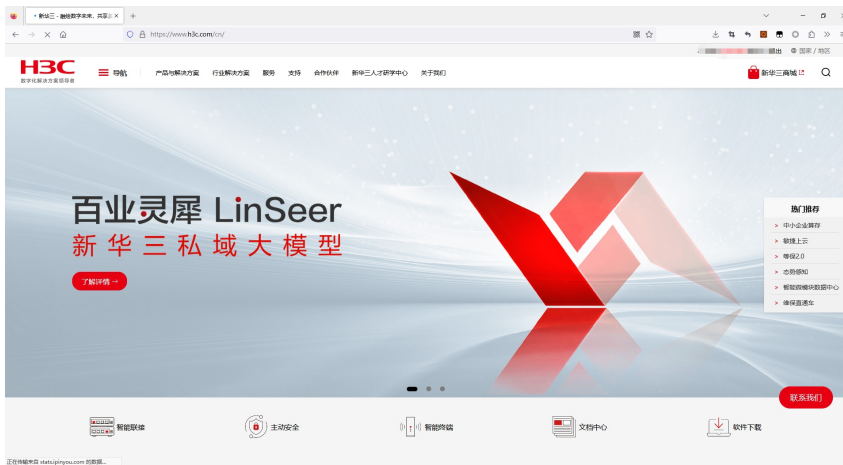 新华三 - 融绘数字未来，共享美
https://www.h3c.com/cn/
国家 / 地区
H3C
数字化解决方案领导者
导航
产品与解决方案
行业解决方案
服务
支持
合作伙伴
新华三人才研学中心
关于我们
新华三商城
百业灵犀 LinSeer
新华三私域大模型
了解详情 →
热门推荐
> 中小企业算存
> 敏捷上云
> 等保2.0
> 态势感知
> 智能微模块数据中心
> 维保直通车
联系我们
智能联接
主动安全
智能终端
文档中心
软件下载
正在传输来自 stats.ipinyou.com 的数据...